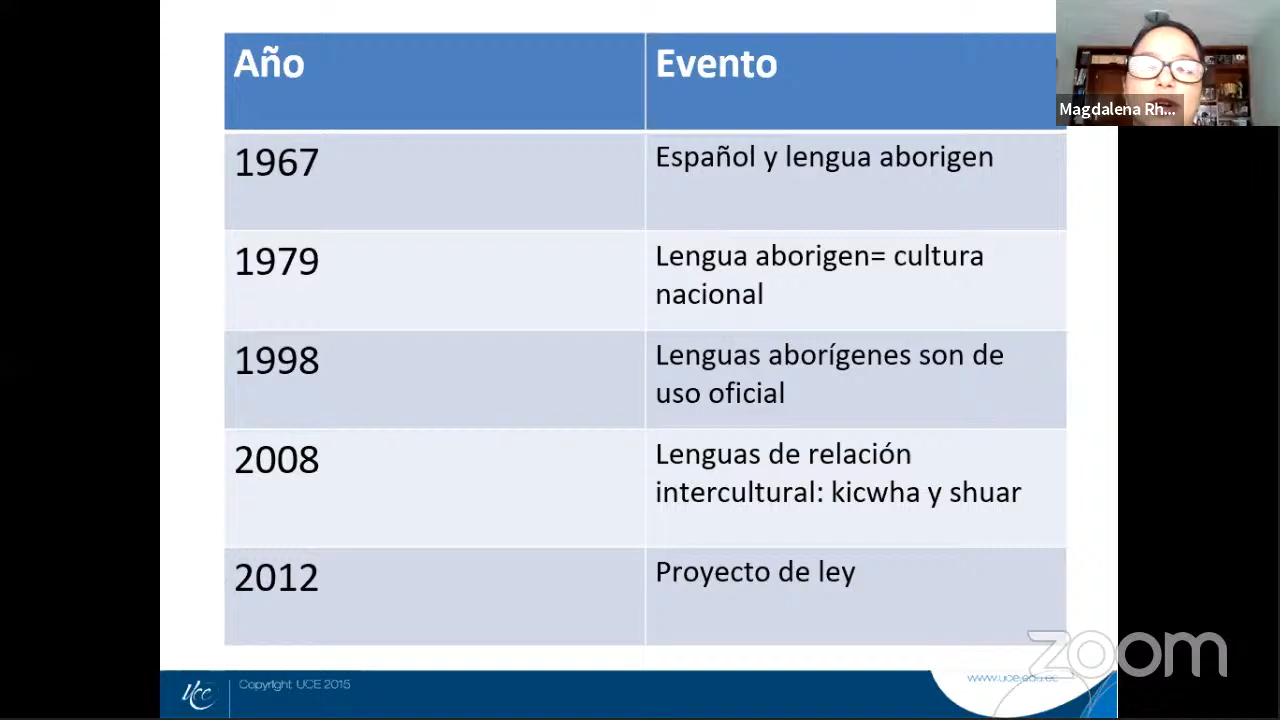 Año Evento
1967 Español y lengua aborigen
1979 Lengua aborigen= cultura
nacional
1998 Lenguas aborígenes son de
uso oficial
2008 Lenguas de relación
intercultural: kicwha y shuar
2012 Proyecto de ley
Magdalena Rh...
zoom
UCE
Copyright UCE 2015
www.uce.edu.ec